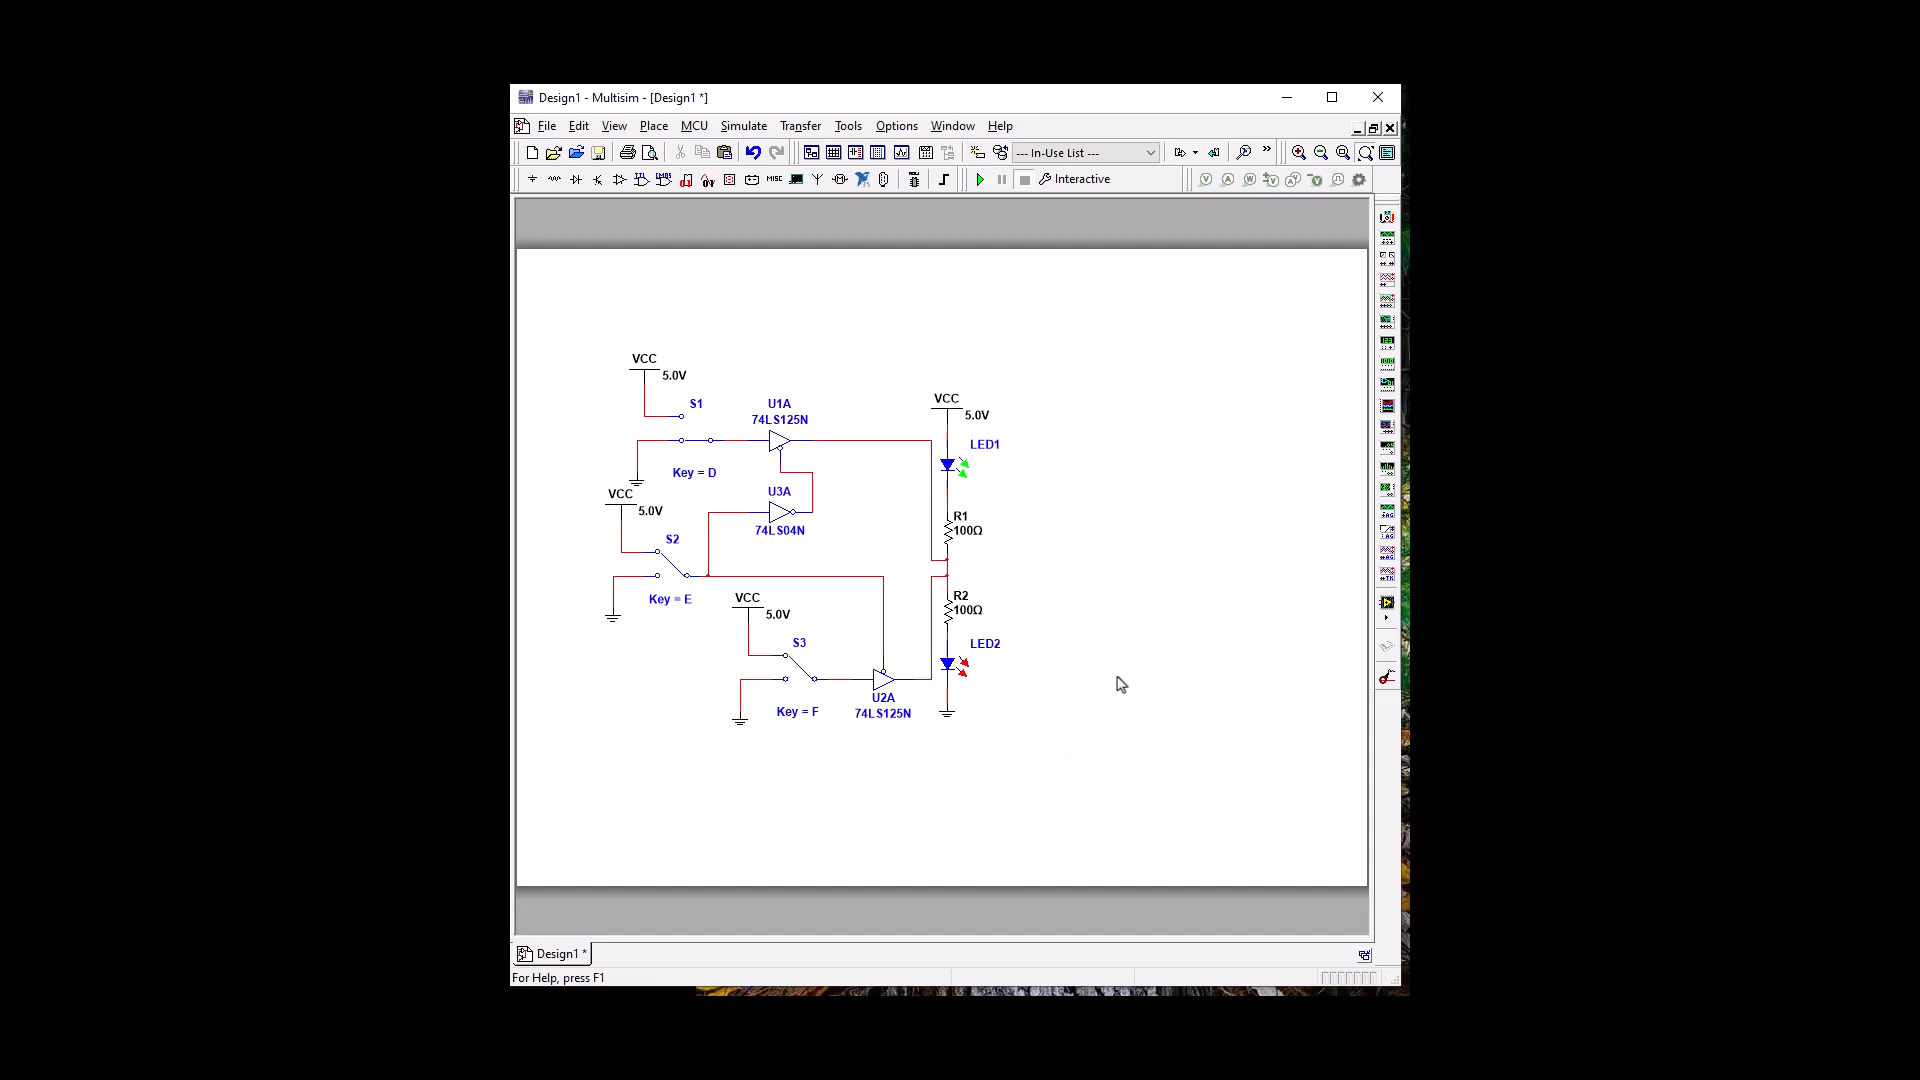 Design1 - Multisim - [Design1 *]
File Edit View Place MCU Simulate Transfer Tools Options Window Help
--- In-Use List ---
MISC Interactive
VCC
5.0V
S1
Key = D
U1A
74LS125N
VCC
5.0V
LED1
U3A
74LS04N
VCC
5.0V
S2
Key = E
R1
100Ω
VCC
5.0V
S3
Key = F
U2A
74LS125N
R2
100Ω
LED2
Design1 *
For Help, press F1